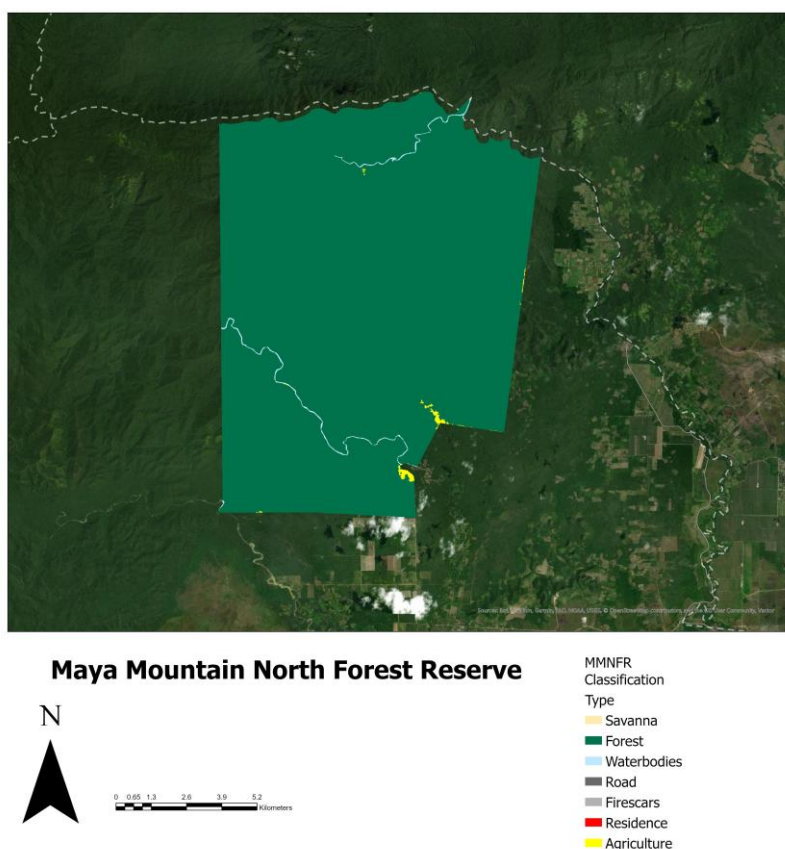 Maya Mountain North Forest Reserve
N
0 0.65 1.3 2.6 3.9 5.2
Kilometers
MMNFR
Classification
Type
Savanna
Forest
Waterbodies
Road
Firescars
Residence
Agriculture